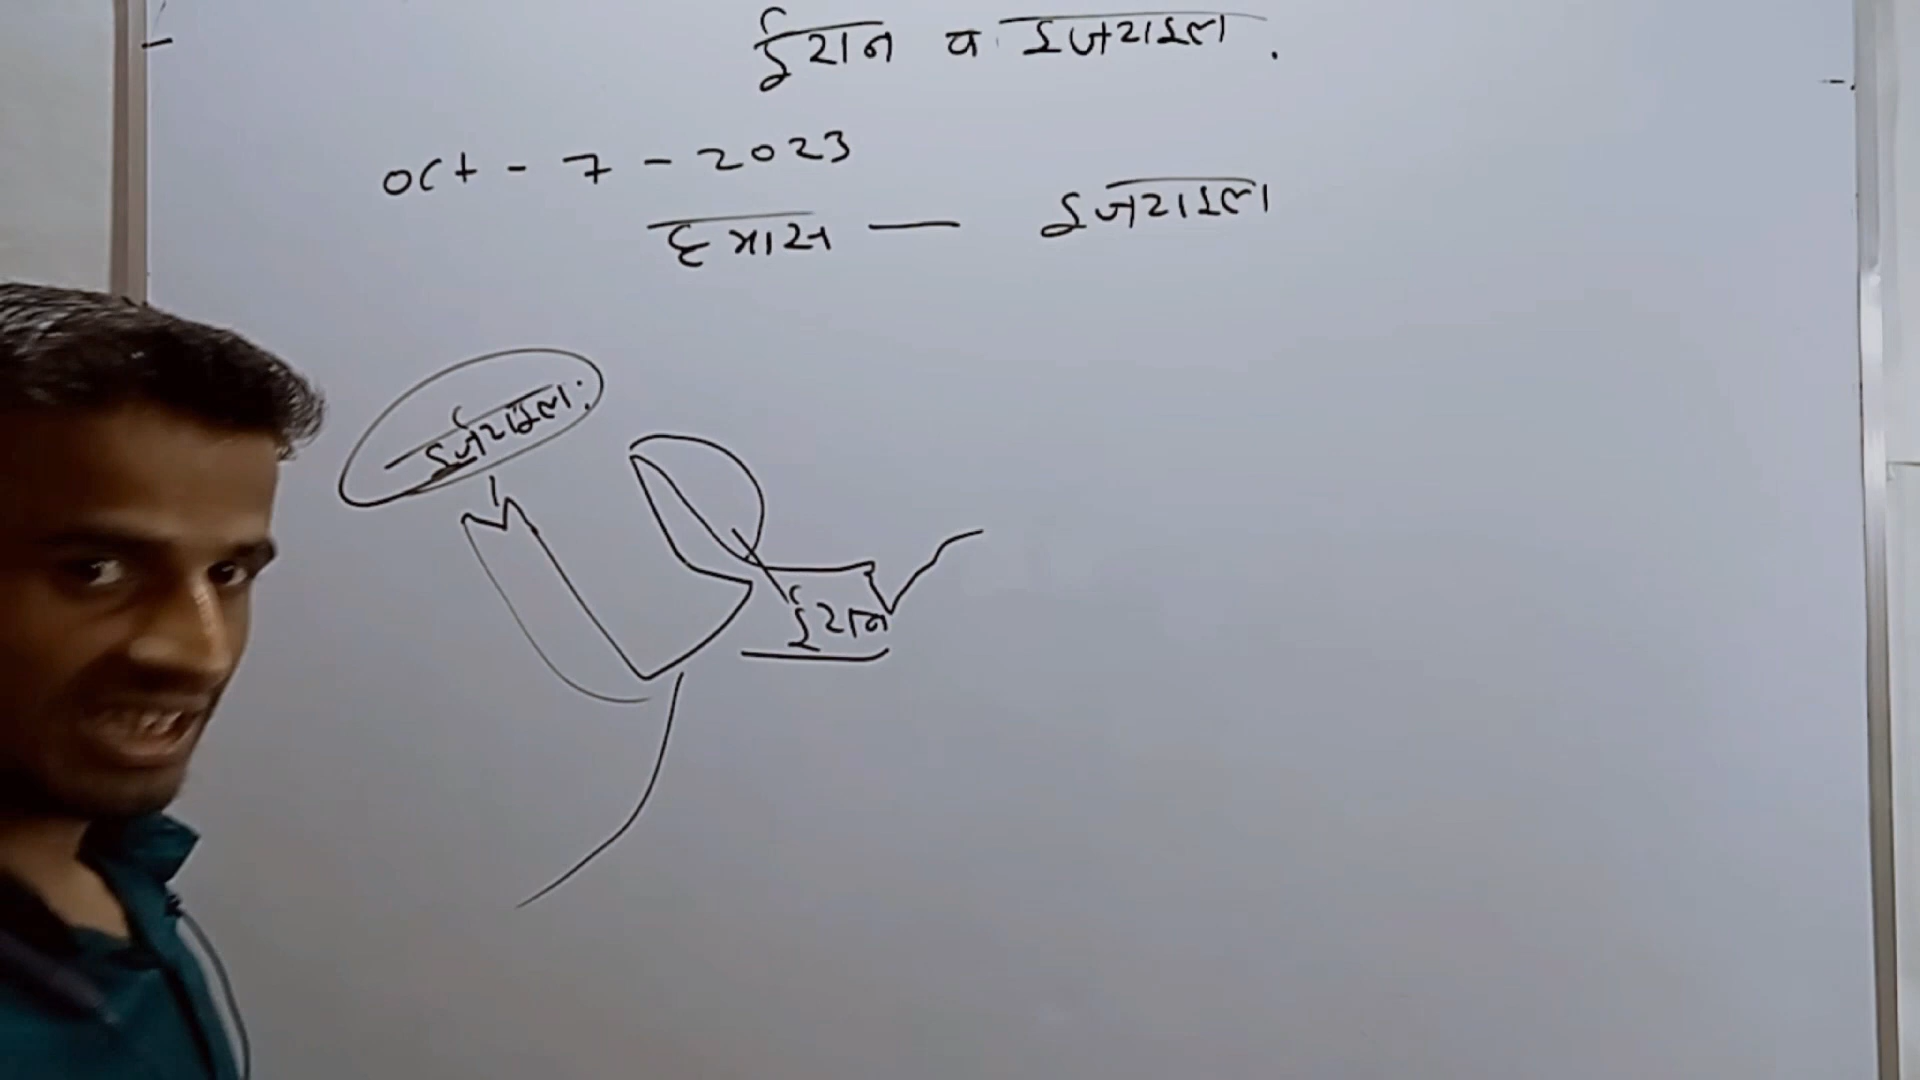 ईरान व इजराइल.
Oct - 7 - 2023
हमास — इजराइल
इजराइल
ईरान